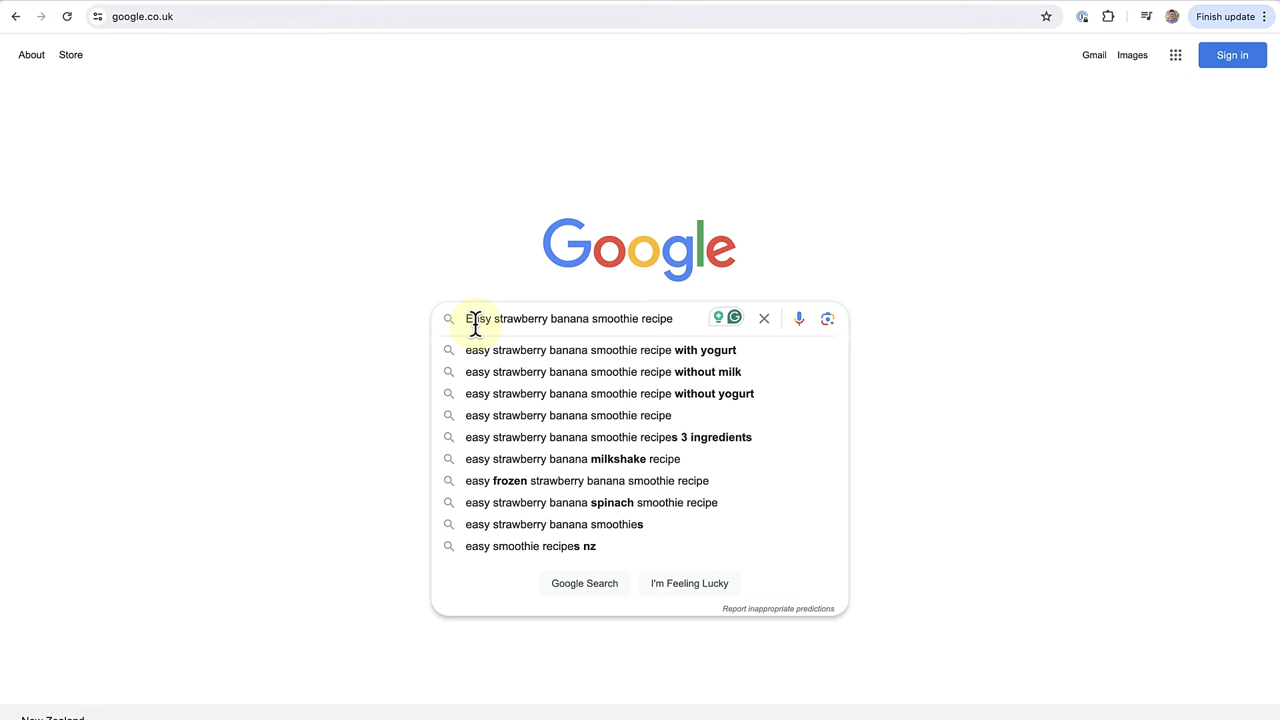 google.co.uk
Finish update
About Store
Gmail Images
Sign in
Google
Easy strawberry banana smoothie recipe
easy strawberry banana smoothie recipe with yogurt
easy strawberry banana smoothie recipe without milk
easy strawberry banana smoothie recipe without yogurt
easy strawberry banana smoothie recipe
easy strawberry banana smoothie recipes 3 ingredients
easy strawberry banana milkshake recipe
easy frozen strawberry banana smoothie recipe
easy strawberry banana spinach smoothie recipe
easy strawberry banana smoothies
easy smoothie recipes nz
Google Search I'm Feeling Lucky
Report inappropriate predictions
New Zealand